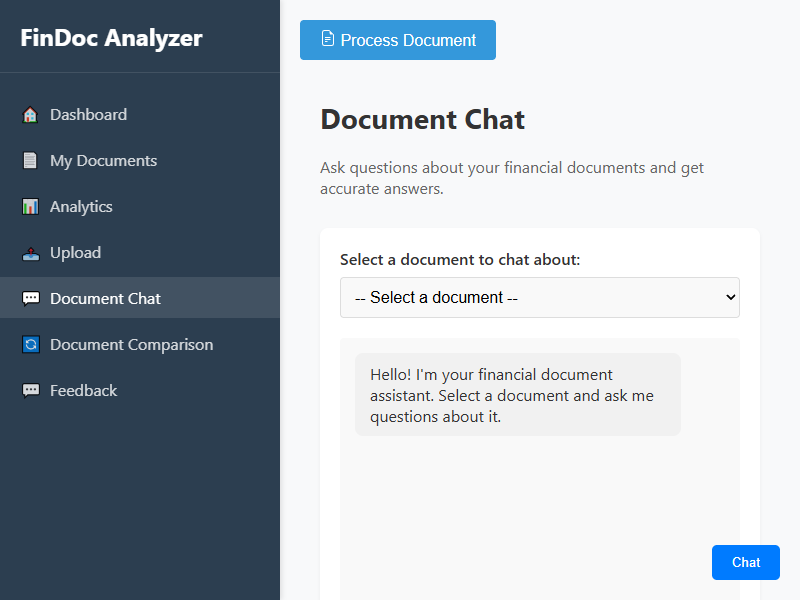 FinDoc Analyzer
Dashboard
My Documents
Analytics
Upload
Document Chat
Document Comparison
Feedback
Process Document
Document Chat
Ask questions about your financial documents and get
accurate answers.
Select a document to chat about:
-- Select a document --
Hello! I'm your financial document
assistant. Select a document and ask me
questions about it.
Chat